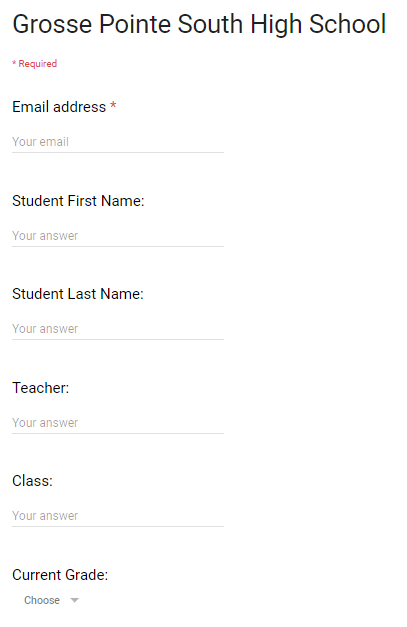 Grosse Pointe South High School
* Required
Email address *
Your email
Student First Name:
Your answer
Student Last Name:
Your answer
Teacher:
Your answer
Class:
Your answer
Current Grade:
Choose